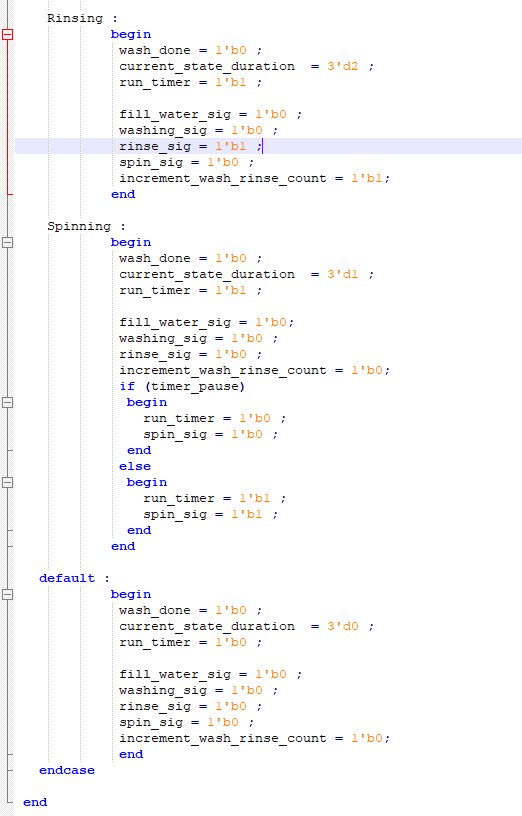 Rinsing :
begin
wash_done = 1'b0 ;
current_state_duration  = 3'd2 ;
run_timer = 1'b1 ;
fill_water_sig = 1'b0 ;
washing_sig = 1'b0 ;
rinse_sig = 1'b1 ;
spin_sig = 1'b0 ;
increment_wash_rinse_count = 1'b1;
end
Spinning :
begin
wash_done = 1'b0 ;
current_state_duration  = 3'd1 ;
run_timer = 1'b1 ;
fill_water_sig = 1'b0;
washing_sig = 1'b0 ;
rinse_sig = 1'b0 ;
increment_wash_rinse_count = 1'b0;
if (timer_pause)
begin
run_timer = 1'b0 ;
spin_sig = 1'b0 ;
end
else
begin
run_timer = 1'b1 ;
spin_sig = 1'b1 ;
end
end
default :
begin
wash_done = 1'b0 ;
current_state_duration  = 3'd0 ;
run_timer = 1'b0 ;
fill_water_sig = 1'b0 ;
washing_sig = 1'b0 ;
rinse_sig = 1'b0 ;
spin_sig = 1'b0 ;
increment_wash_rinse_count = 1'b0;
end
endcase
end